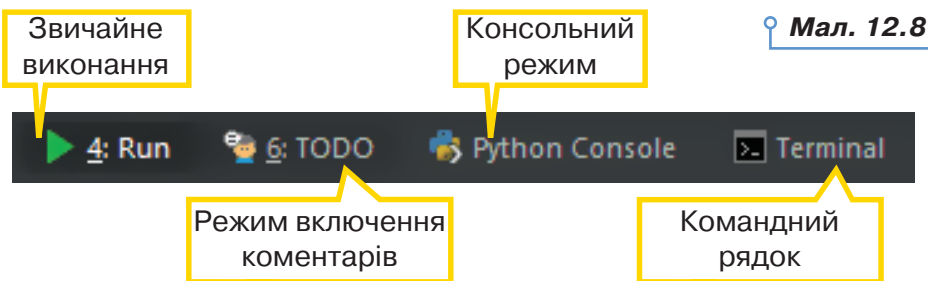 Звичайне
виконання
Консольний
режим
Мал. 12.8
4: Run
6: TODO
Python Console
Terminal
Режим включення
коментарів
Командний
рядок